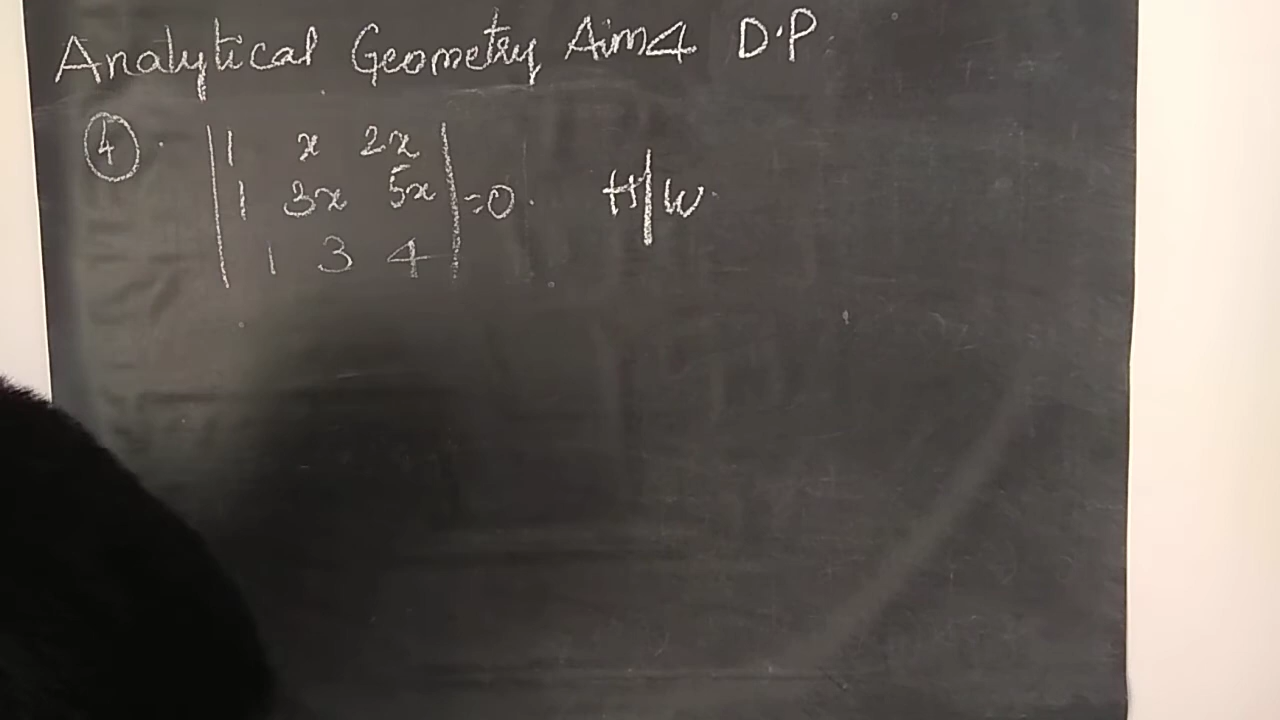 Analytical Geometry Aim4 D.P.
④. | 1 x 2x |
| 1 3x 5x | =0. H/W.
| 1 3 4 |